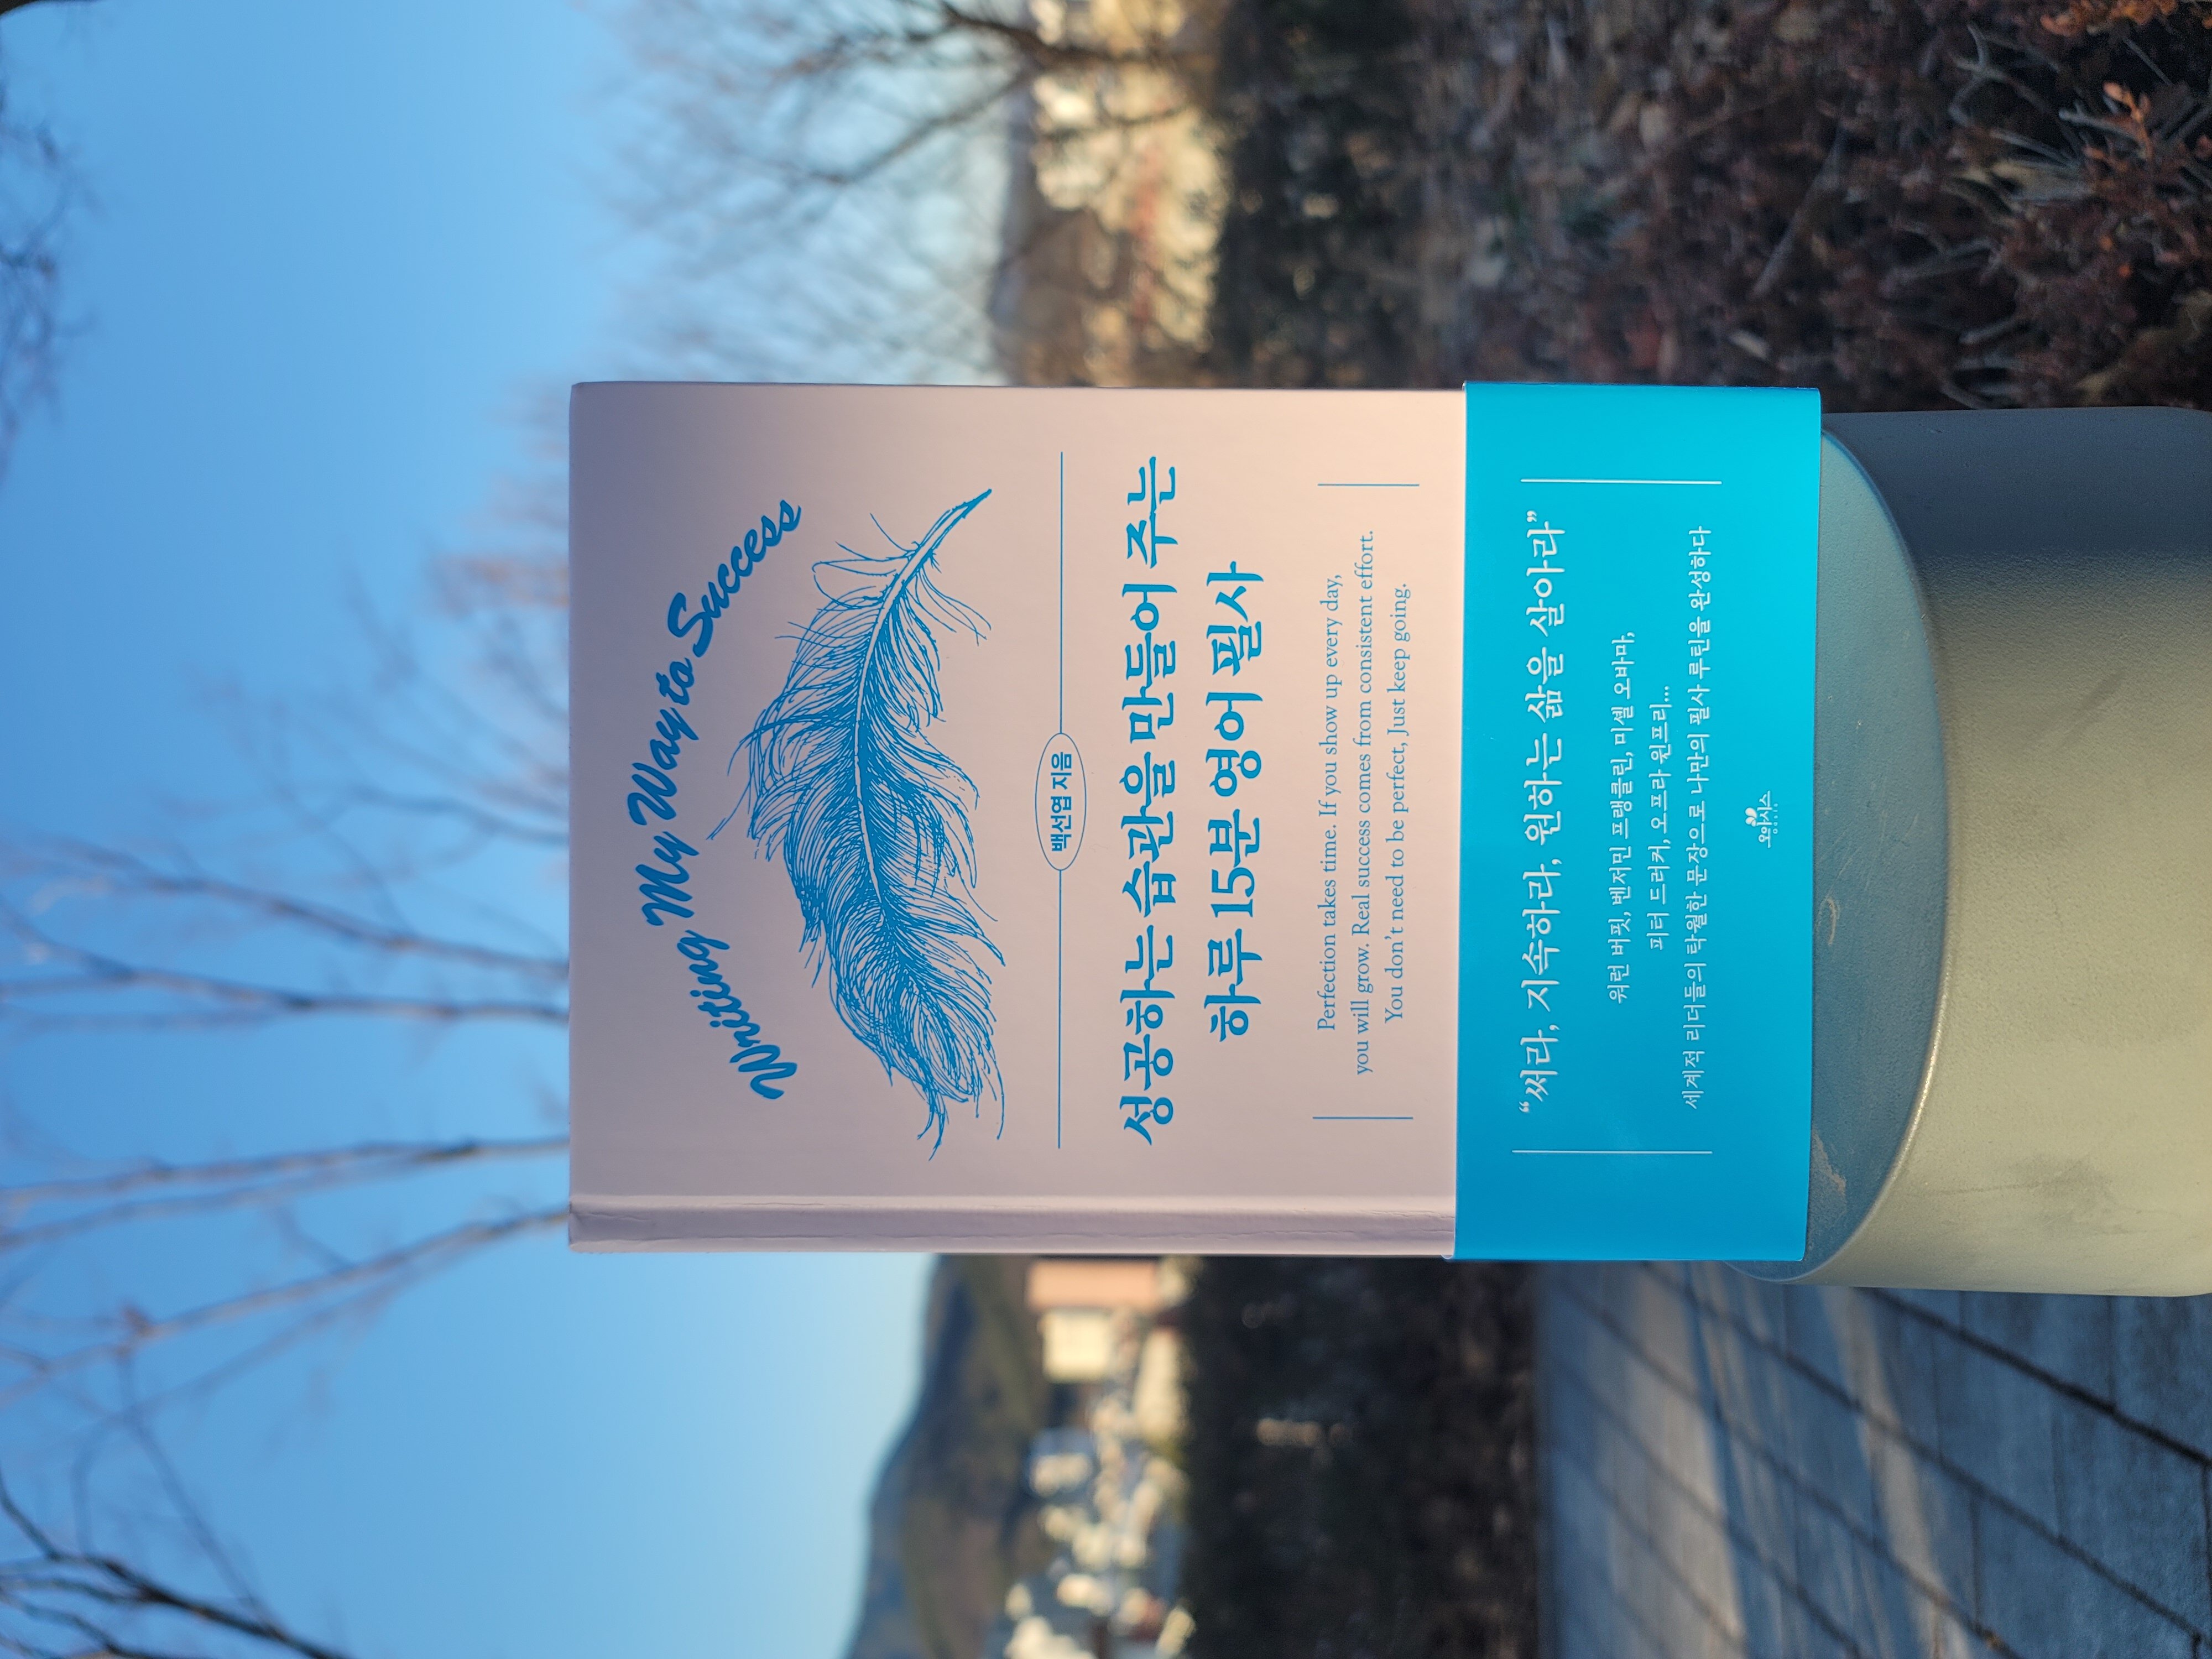 Writing My Way to Success
백선엽 지음
성공하는 습관을 만들어 주는
하루 15분 영어 필사
Perfection takes time. If you show up every day,
you will grow. Real success comes from consistent effort.
You don't need to be perfect, Just keep going.
“써라, 지속하라, 원하는 삶을 살아라”
워런 버핏, 벤저민 프랭클린, 미셸 오바마,
피터 드러커, 오프라 윈프리...
세계적 리더들의 탁월한 문장으로 나만의 필사 루틴을 완성하다
오아시스